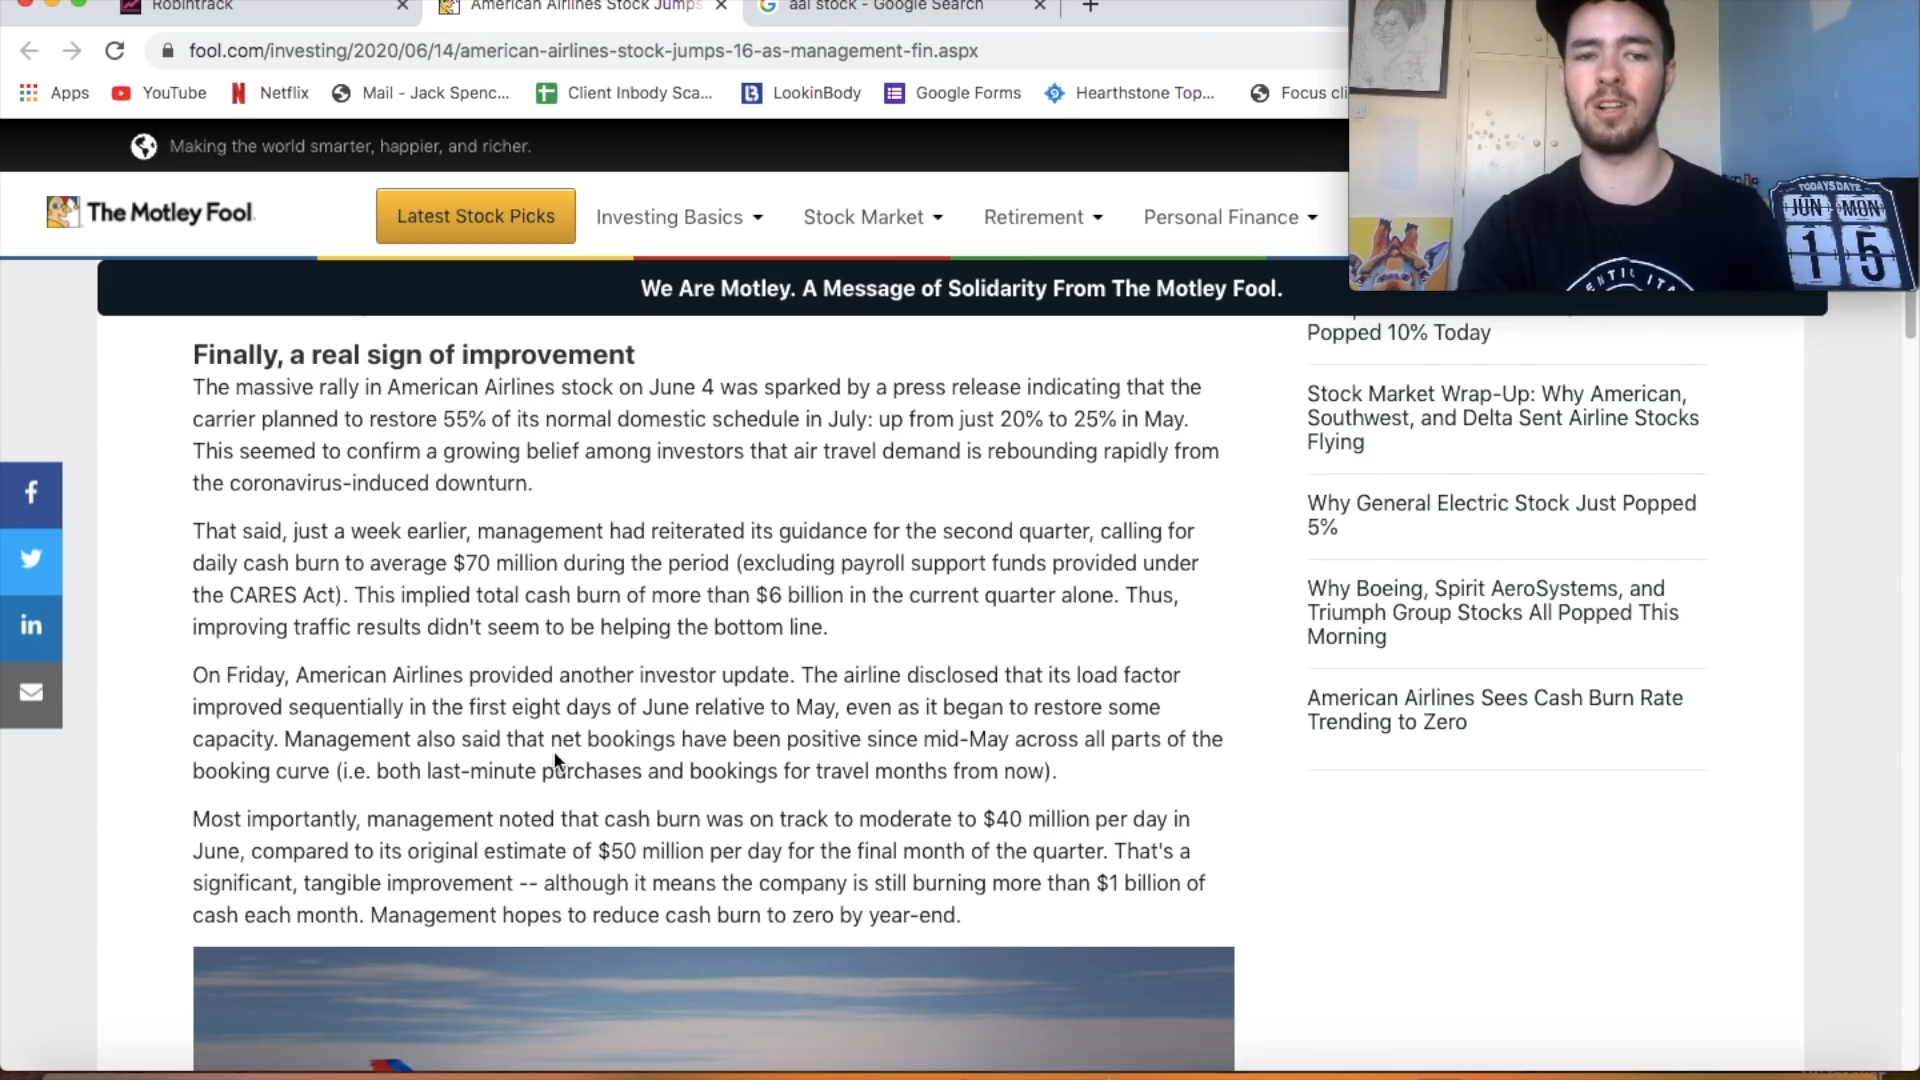 Robintrack
American Airlines Stock Jumps
aal stock - Google Search
fool.com/investing/2020/06/14/american-airlines-stock-jumps-16-as-management-fin.aspx
Apps
YouTube
Netflix
Mail - Jack Spenc...
Client Inbody Sca...
LookinBody
Google Forms
Hearthstone Top...
Focus cli
Making the world smarter, happier, and richer.
The Motley Fool.
Latest Stock Picks
Investing Basics
Stock Market
Retirement
Personal Finance
TODAYS DATE
JUN MON
15
We Are Motley. A Message of Solidarity From The Motley Fool.
Finally, a real sign of improvement
The massive rally in American Airlines stock on June 4 was sparked by a press release indicating that the
carrier planned to restore 55% of its normal domestic schedule in July: up from just 20% to 25% in May.
This seemed to confirm a growing belief among investors that air travel demand is rebounding rapidly from
the coronavirus-induced downturn.
That said, just a week earlier, management had reiterated its guidance for the second quarter, calling for
daily cash burn to average $70 million during the period (excluding payroll support funds provided under
the CARES Act). This implied total cash burn of more than $6 billion in the current quarter alone. Thus,
improving traffic results didn't seem to be helping the bottom line.
On Friday, American Airlines provided another investor update. The airline disclosed that its load factor
improved sequentially in the first eight days of June relative to May, even as it began to restore some
capacity. Management also said that net bookings have been positive since mid-May across all parts of the
booking curve (i.e. both last-minute purchases and bookings for travel months from now).
Most importantly, management noted that cash burn was on track to moderate to $40 million per day in
June, compared to its original estimate of $50 million per day for the final month of the quarter. That's a
significant, tangible improvement -- although it means the company is still burning more than $1 billion of
cash each month. Management hopes to reduce cash burn to zero by year-end.
Popped 10% Today
Stock Market Wrap-Up: Why American,
Southwest, and Delta Sent Airline Stocks
Flying
Why General Electric Stock Just Popped
5%
Why Boeing, Spirit AeroSystems, and
Triumph Group Stocks All Popped This
Morning
American Airlines Sees Cash Burn Rate
Trending to Zero